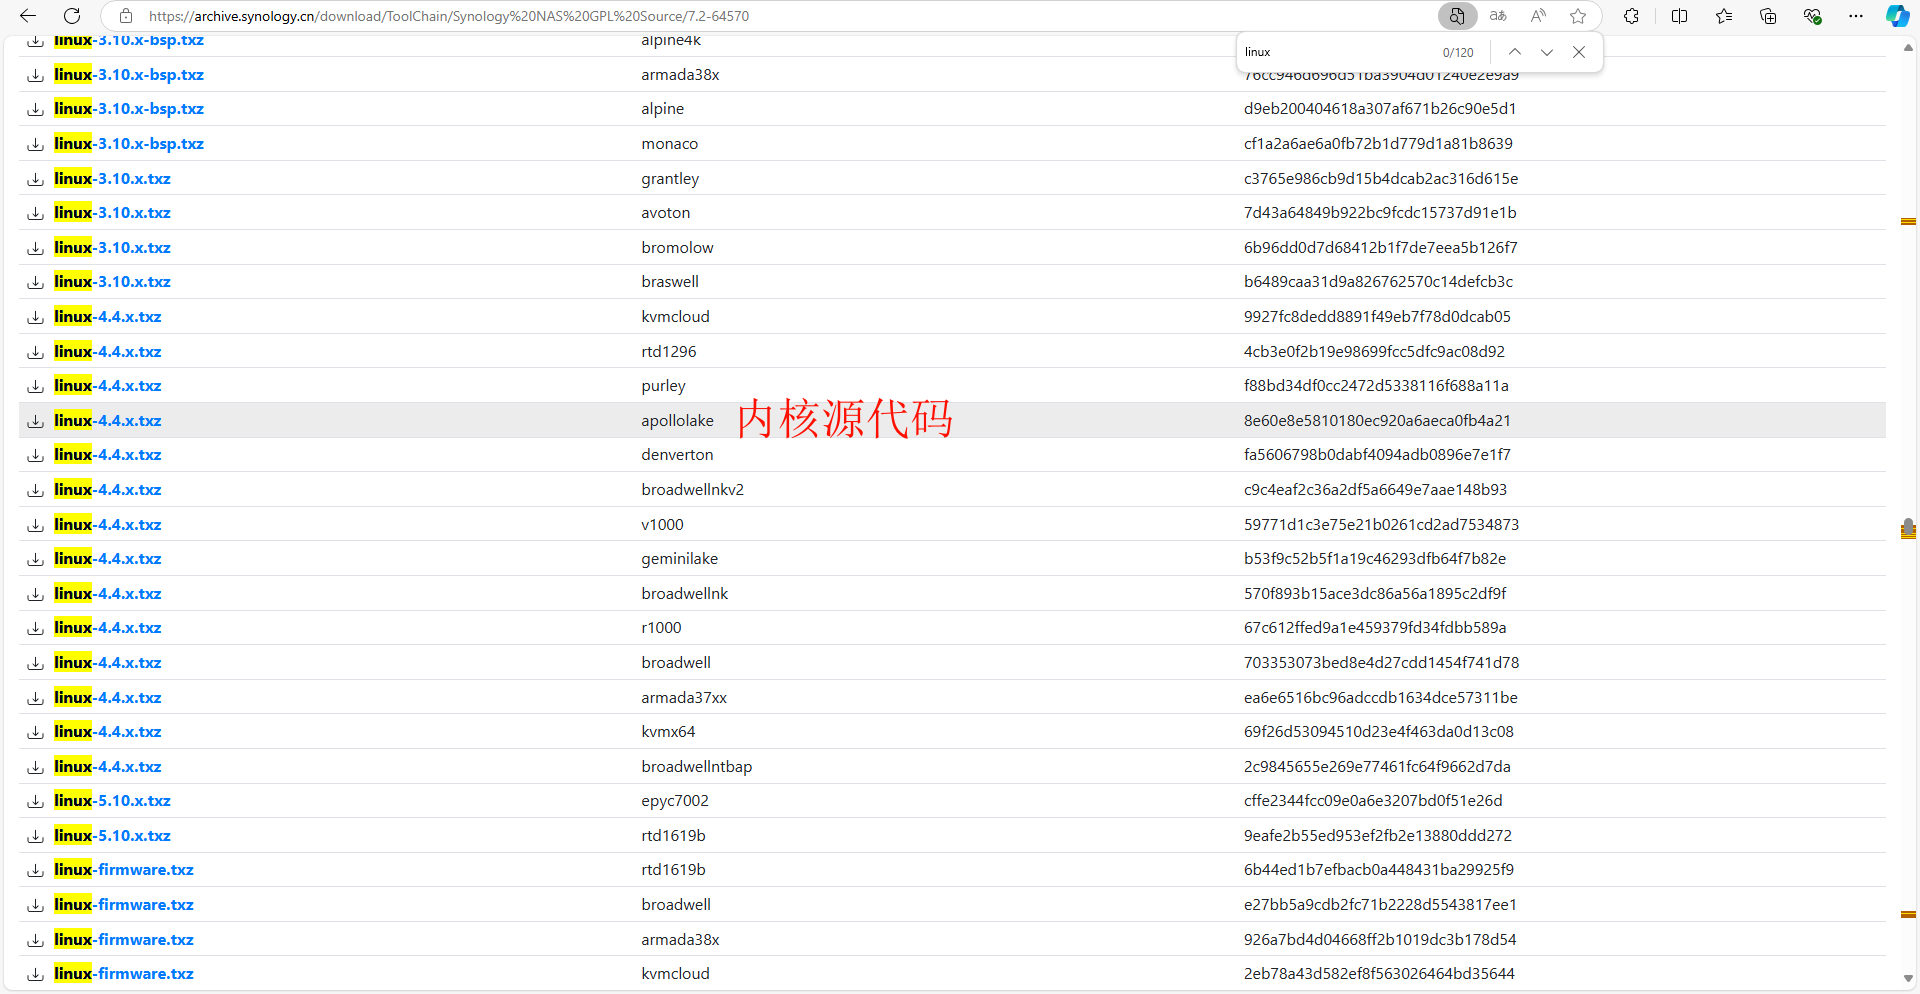 https://archive.synology.cn/download/ToolChain/Synology%20NAS%20GPL%20Source/7.2-64570
linux 0/120
linux-3.10.x-bsp.txz alpine4k
linux-3.10.x-bsp.txz armada38x 76cc946d696d51ba3904d01240e2e9a9
linux-3.10.x-bsp.txz alpine d9eb200404618a307af671b26c90e5d1
linux-3.10.x-bsp.txz monaco cf1a2a6ae6a0fb72b1d779d1a81b8639
linux-3.10.x.txz grantley c3765e986cb9d15b4dcab2ac316d615e
linux-3.10.x.txz avoton 7d43a64849b922bc9fcdc15737d91e1b
linux-3.10.x.txz bromolow 6b96dd0d7d68412b1f7de7eea5b126f7
linux-3.10.x.txz braswell b6489caa31d9a826762570c14defcb3c
linux-4.4.x.txz kvmcloud 9927fc8dedd8891f49eb7f78d0dcab05
linux-4.4.x.txz rtd1296 4cb3e0f2b19e98699fcc5dfc9ac08d92
linux-4.4.x.txz purley f88bd34df0cc2472d5338116f688a11a
linux-4.4.x.txz apollolake 内核源代码 8e60e8e5810180ec920a6aeca0fb4a21
linux-4.4.x.txz denverton fa5606798b0dabf4094adb0896e7e1f7
linux-4.4.x.txz broadwellnkv2 c9c4eaf2c36a2df5a6649e7aae148b93
linux-4.4.x.txz v1000 59771d1c3e75e21b0261cd2ad7534873
linux-4.4.x.txz geminilake b53f9c52b5f1a19c46293dfb64f7b82e
linux-4.4.x.txz broadwellnk 570f893b15ace3dc86a56a1895c2df9f
linux-4.4.x.txz r1000 67c612ffed9a1e459379fd34fdbb589a
linux-4.4.x.txz broadwell 703353073bed8e4d27cdd1454f741d78
linux-4.4.x.txz armada37xx ea6e6516bc96adccdb1634dce57311be
linux-4.4.x.txz kvmx64 69f26d53094510d23e4f463da0d13c08
linux-4.4.x.txz broadwellntbap 2c9845655e269e77461fc64f9662d7da
linux-5.10.x.txz epyc7002 cffe2344fcc09e0a6e3207bd0f51e26d
linux-5.10.x.txz rtd1619b 9eafe2b55ed953ef2fb2e13880ddd272
linux-firmware.txz rtd1619b 6b44ed1b7efbacb0a448431ba29925f9
linux-firmware.txz broadwell e27bb5a9cdb2fc71b2228d5543817ee1
linux-firmware.txz armada38x 926a7bd4d04668ff2b1019dc3b178d54
linux-firmware.txz kvmcloud 2eb78a43d582ef8f563026464bd35644